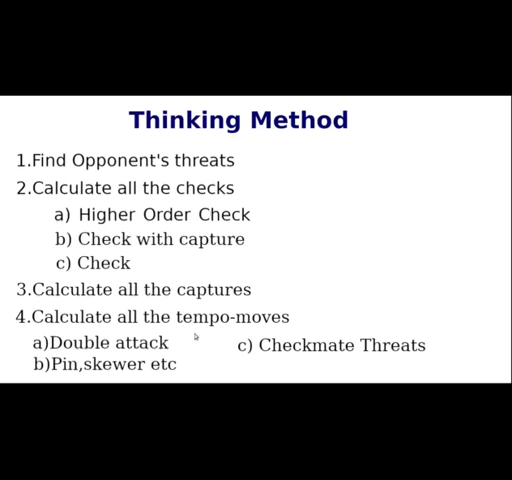 Thinking Method
1.Find Opponent's threats
2.Calculate all the checks
a) Higher Order Check
b) Check with capture
c) Check
3.Calculate all the captures
4.Calculate all the tempo-moves
a)Double attack
c) Checkmate Threats
b)Pin,skewer etc